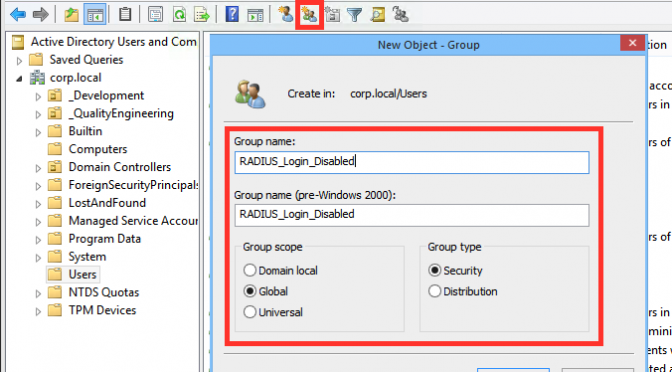 New Object - Group
Active Directory Users and Com
Saved Queries
corp.local
_Development
_QualityEngineering
Builtin
Computers
Domain Controllers
ForeignSecurityPrincipals
LostAndFound
Managed Service Accour
Program Data
System
Users
NTDS Quotas
TPM Devices
Create in: corp.local/Users
Group name:
RADIUS_Login_Disabled
Group name (pre-Windows 2000):
RADIUS_Login_Disabled
Group scope
Domain local
Global
Universal
Group type
Security
Distribution
tion
acco
rs in
rs of
rs of
rs of
rs in
mini
ents
ted a